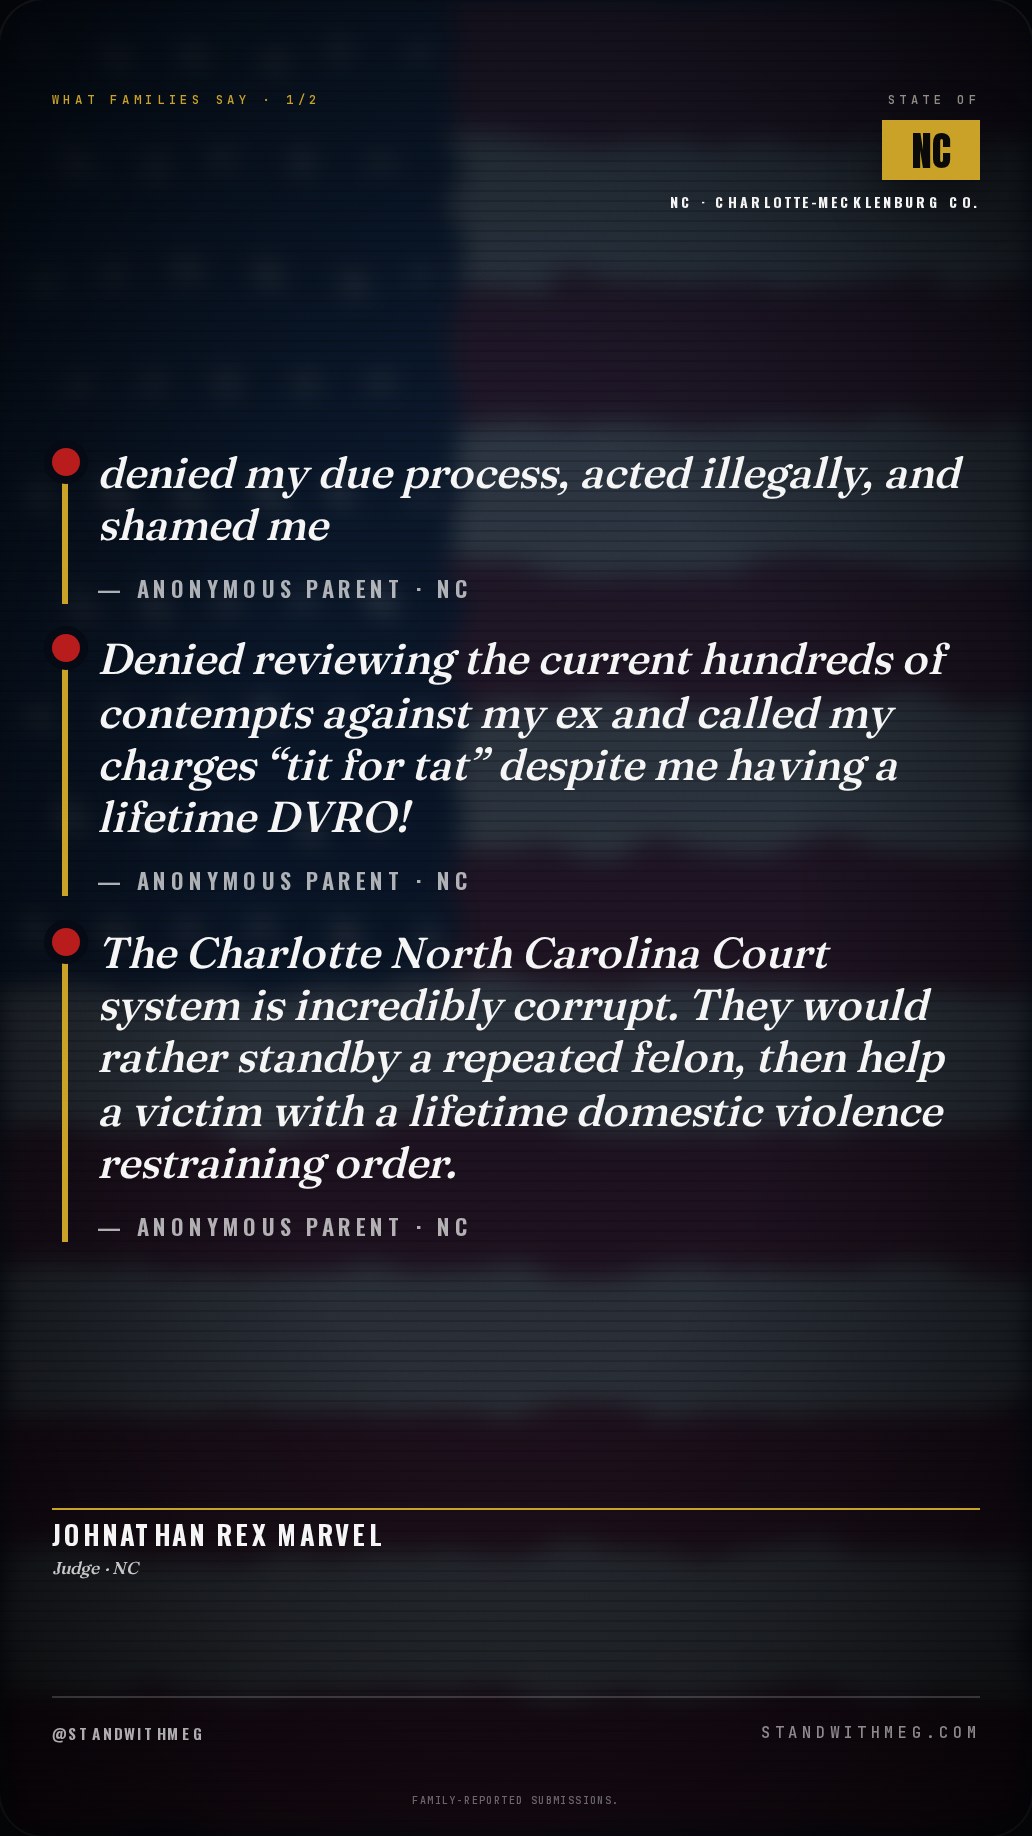 WHAT FAMILIES SAY · 1/2
STATE OF
NC
NC · CHARLOTTE-MECKLENBURG CO.
denied my due process, acted illegally, and
shamed me
— ANONYMOUS PARENT · NC
Denied reviewing the current hundreds of
contempts against my ex and called my
charges “tit for tat” despite me having a
lifetime DVRO!
— ANONYMOUS PARENT · NC
The Charlotte North Carolina Court
system is incredibly corrupt. They would
rather standby a repeated felon, then help
a victim with a lifetime domestic violence
restraining order.
— ANONYMOUS PARENT · NC
JOHNATHAN REX MARVEL
Judge · NC
@STANDWITHMEG
STANDWITHMEG.COM
FAMILY-REPORTED SUBMISSIONS.